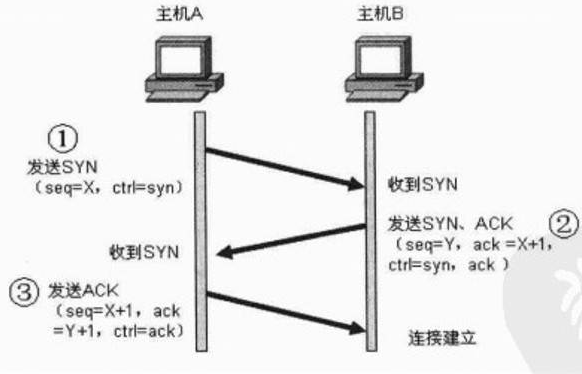 主机A
主机B
①
发送SYN
（seq=X，ctrl=syn）
收到SYN
发送SYN、ACK
②
（seq=Y，ack =X+1，
ctrl=syn，ack ）
收到SYN
③
发送ACK
（seq=X+1，ack
=Y+1，ctrl=ack）
连接建立